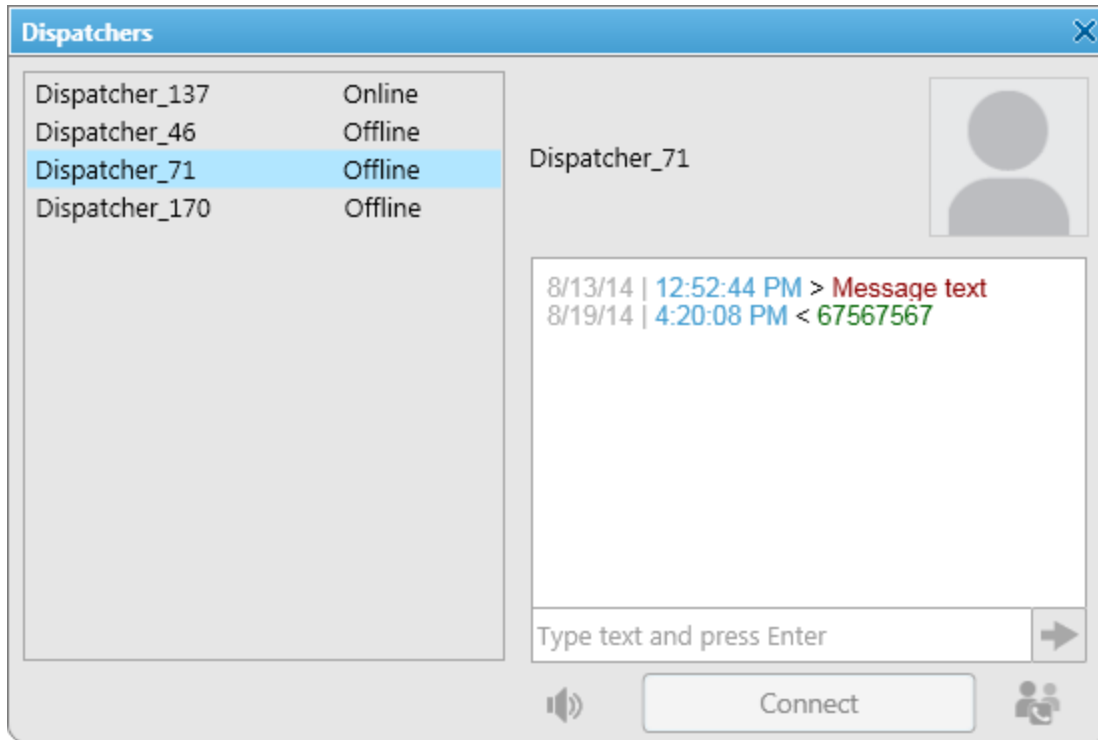 Dispatchers
Dispatcher_137 Online
Dispatcher_46 Offline
Dispatcher_71 Offline
Dispatcher_170 Offline
Dispatcher_71
8/13/14 | 12:52:44 PM > Message text
8/19/14 | 4:20:08 PM < 67567567
Type text and press Enter
Connect